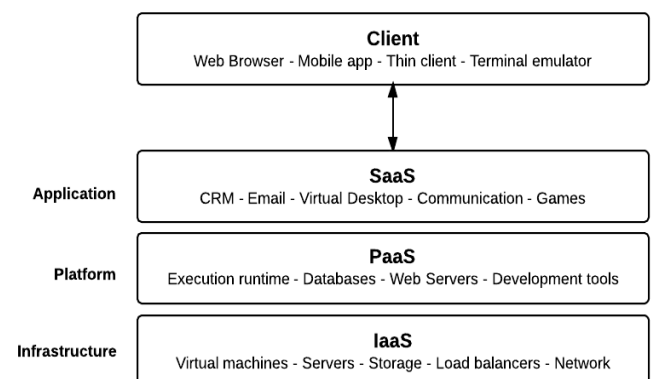 Client
Web Browser - Mobile app - Thin client - Terminal emulator
Application
SaaS
CRM - Email - Virtual Desktop - Communication - Games
Platform
PaaS
Execution runtime - Databases - Web Servers - Development tools
Infrastructure
IaaS
Virtual machines - Servers - Storage - Load balancers - Network